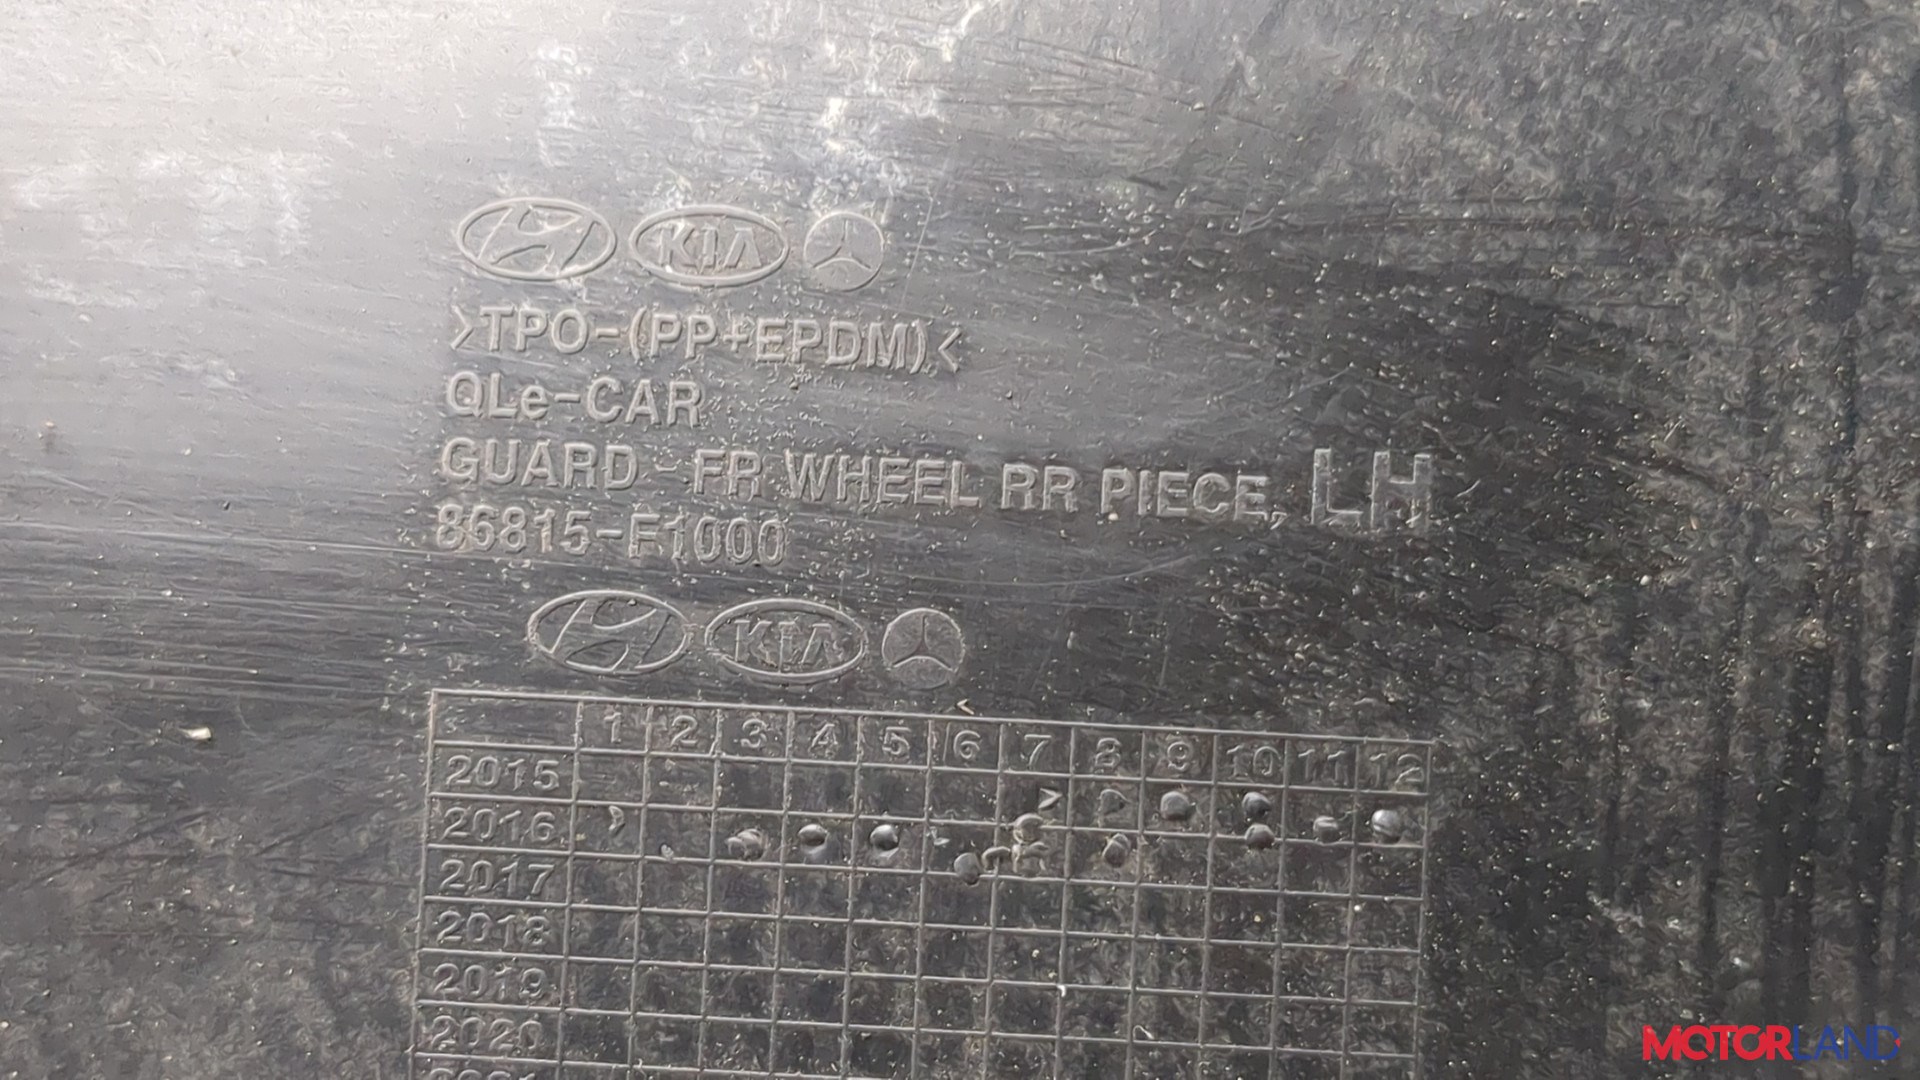 KIA
>TPO-(PP+EPDM)<
QLe-CAR
GUARD - FR WHEEL RR PIECE, LH
86815-F1000
KIA
1 2 3 4 5 6 7 8 9 10 11 12
2015
2016
2017
2018
2019
2020
MOTORLAND